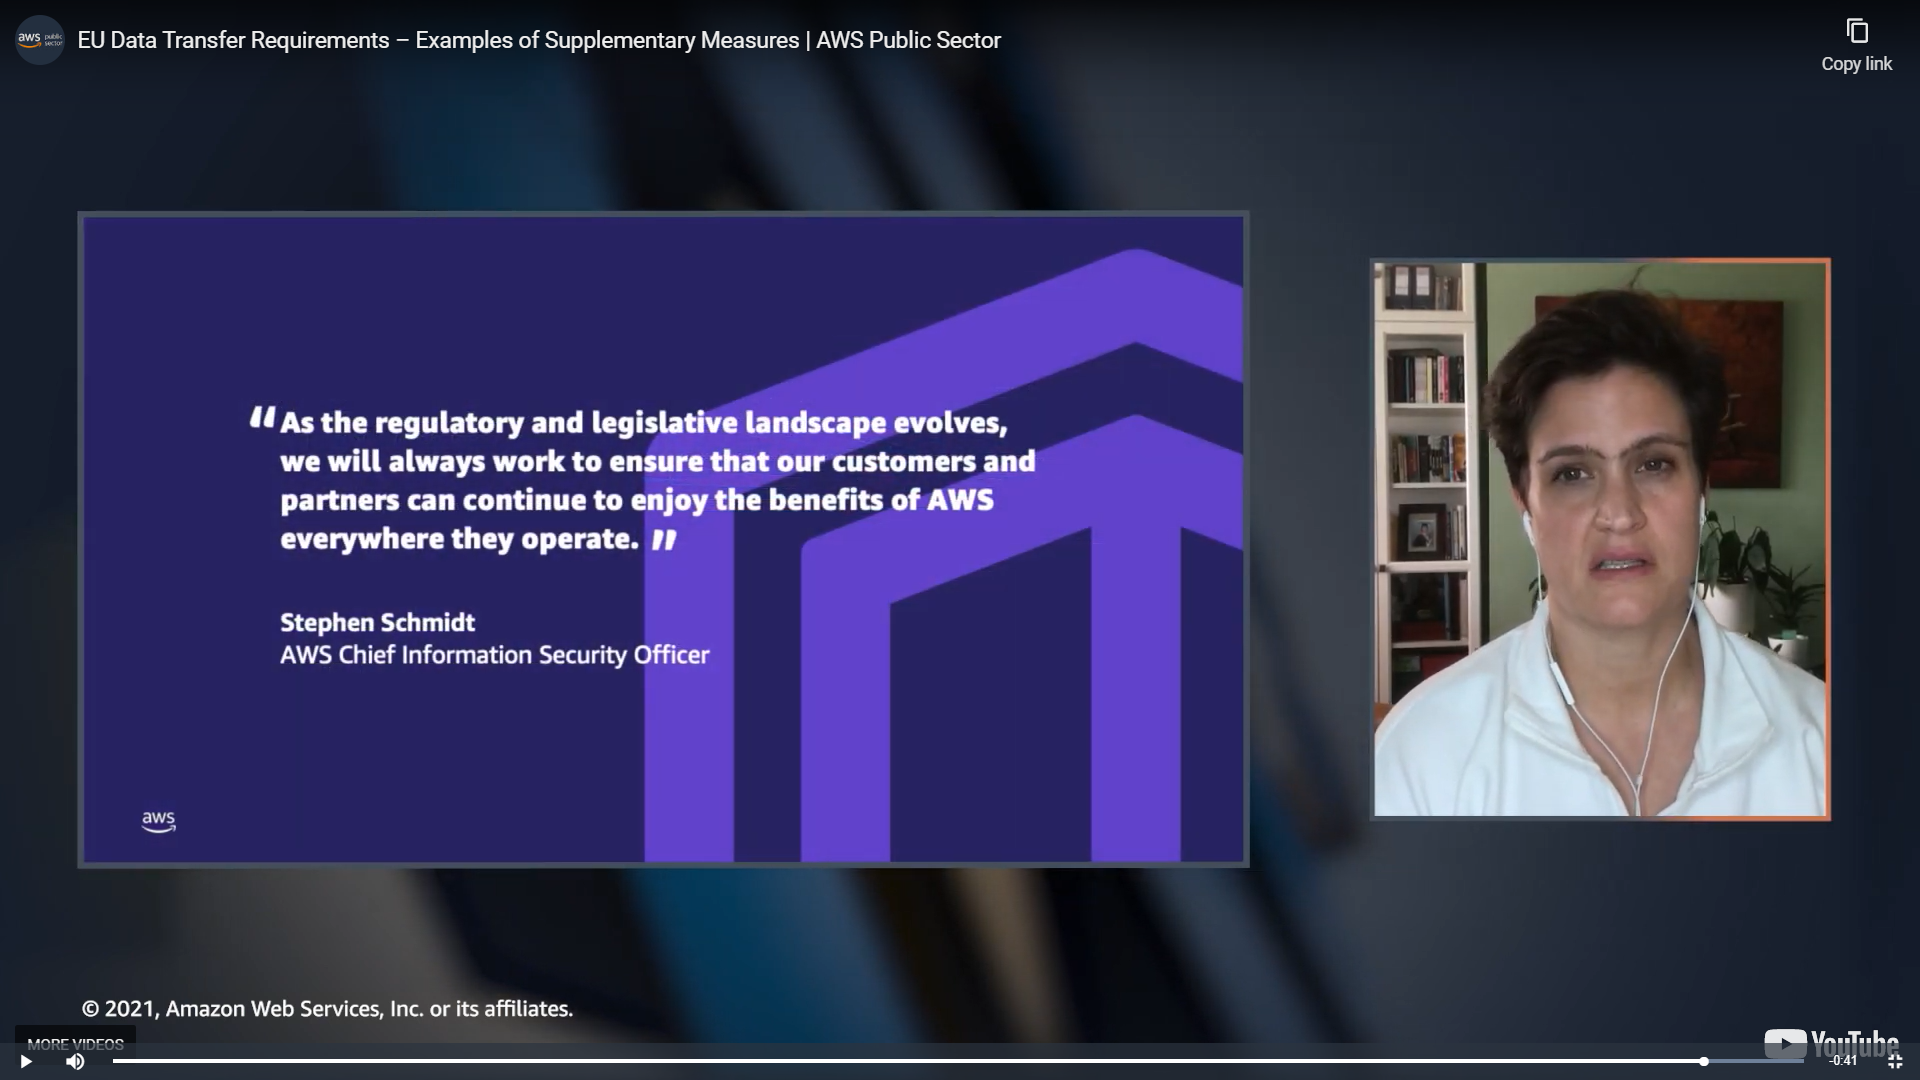 aws public sector
EU Data Transfer Requirements – Examples of Supplementary Measures | AWS Public Sector
Copy link
“As the regulatory and legislative landscape evolves,
we will always work to ensure that our customers and
partners can continue to enjoy the benefits of AWS
everywhere they operate.”
Stephen Schmidt
AWS Chief Information Security Officer
aws
© 2021, Amazon Web Services, Inc. or its affiliates.
MORE VIDEOS
YouTube
-0:41